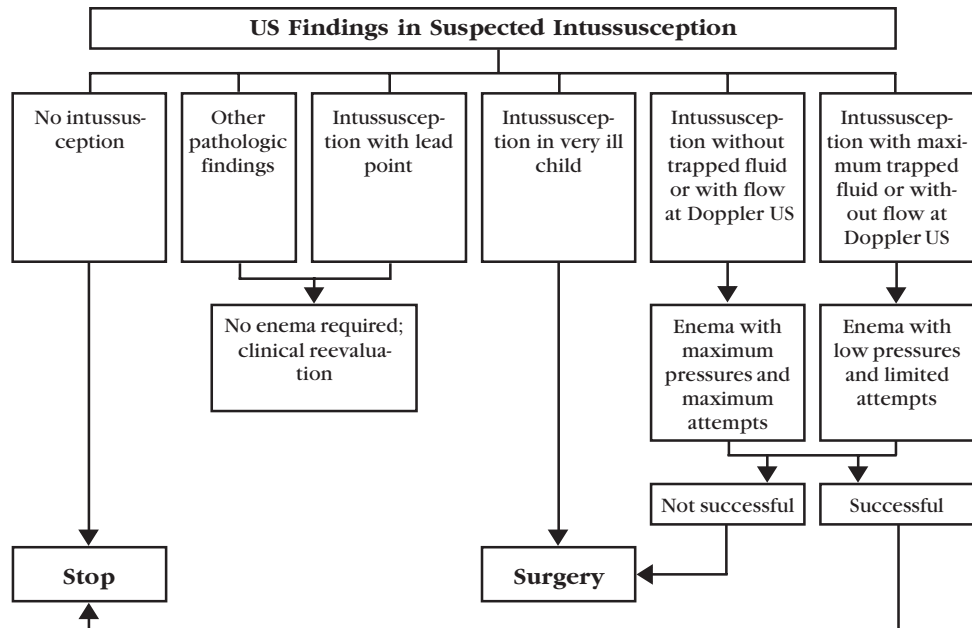 US Findings in Suspected Intussusception
No intussus-
ception
Other
pathologic
findings
Intussuscep-
tion with lead
point
Intussuscep-
tion in very ill
child
Intussuscep-
tion without
trapped fluid
or with flow
at Doppler US
Intussuscep-
tion with maxi-
mum trapped
fluid or with-
out flow at
Doppler US
No enema required;
clinical reevalua-
tion
Enema with
maximum
pressures and
maximum
attempts
Enema with
low pressures
and limited
attempts
Not successful
Successful
Stop
Surgery